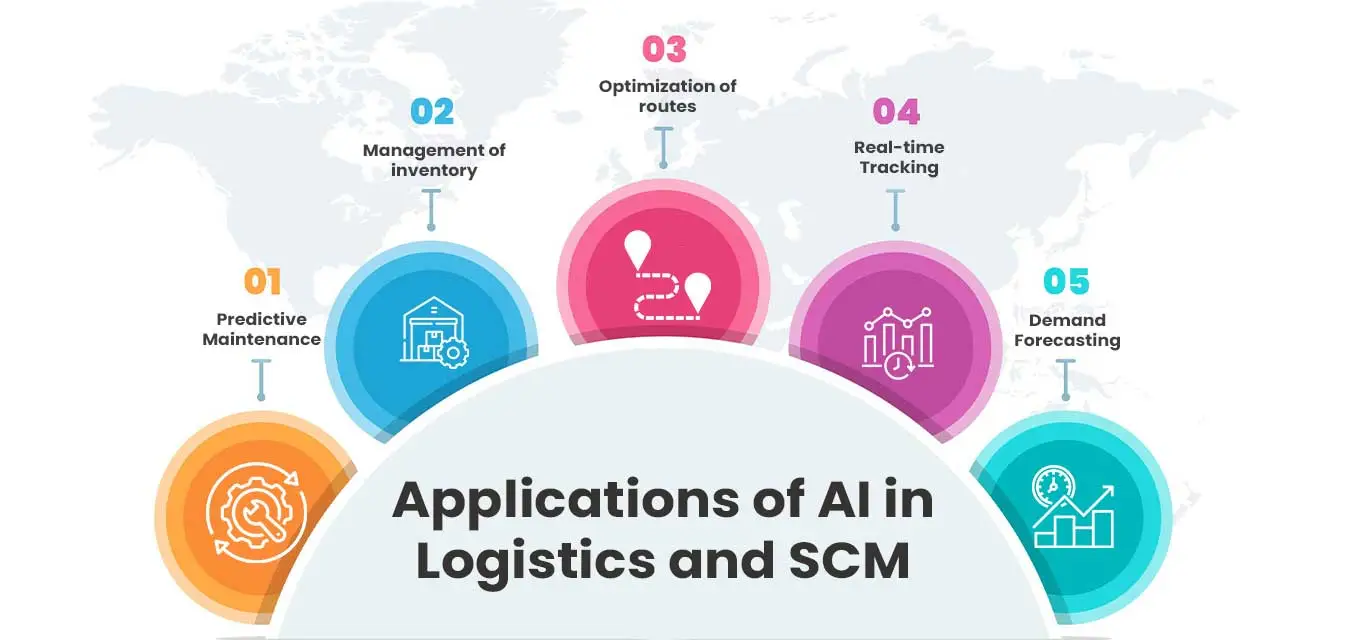 01
Predictive
Maintenance
02
Management of
inventory
03
Optimization of
routes
04
Real-time
Tracking
05
Demand
Forecasting
Applications of AI in
Logistics and SCM